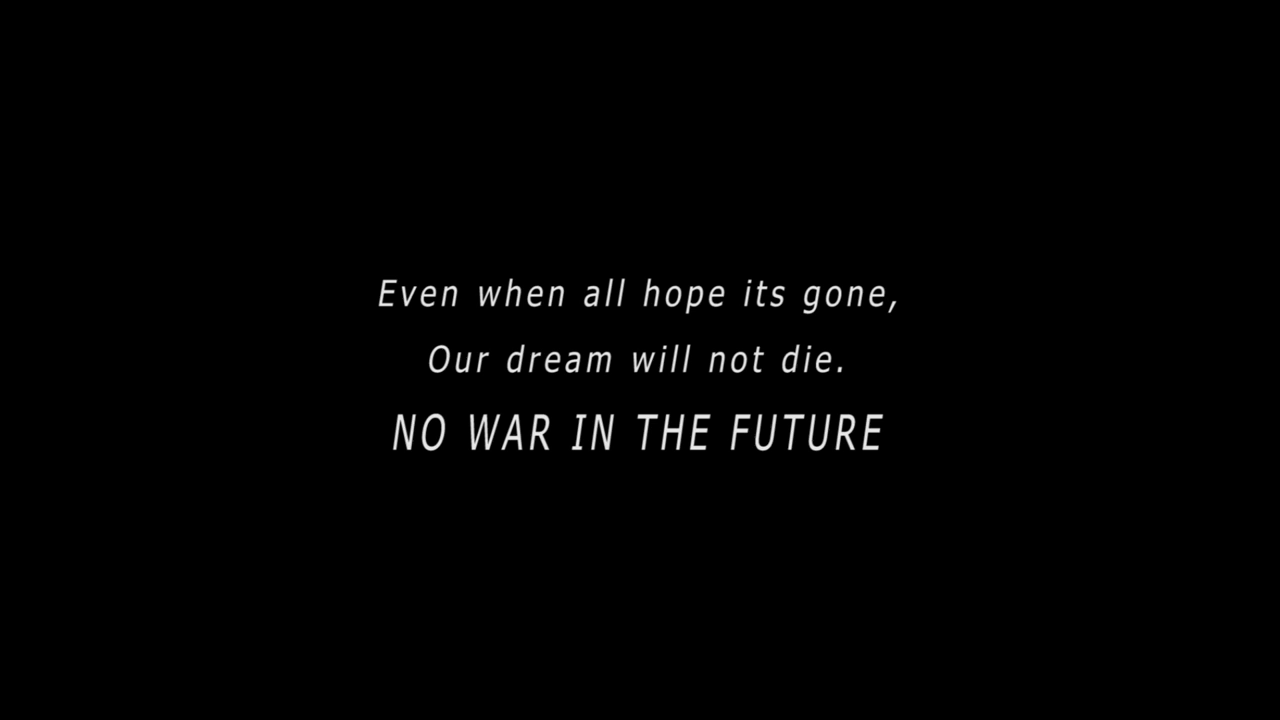 Even when all hope its gone,
Our dream will not die.
NO WAR IN THE FUTURE